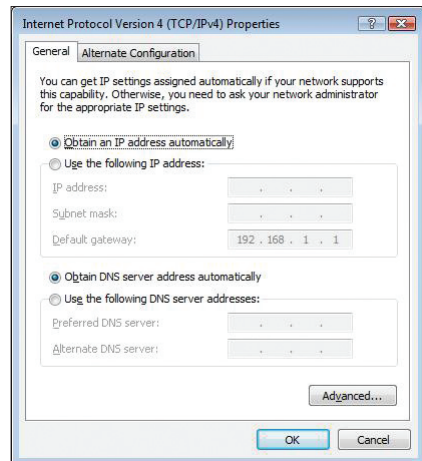 Internet Protocol Version 4 (TCP/IPv4) Properties
General
Alternate Configuration
You can get IP settings assigned automatically if your network supports
this capability. Otherwise, you need to ask your network administrator
for the appropriate IP settings.
Obtain an IP address automatically
Use the following IP address:
IP address:
Subnet mask:
Default gateway: 192 . 168 . 1 . 1
Obtain DNS server address automatically
Use the following DNS server addresses:
Preferred DNS server:
Alternate DNS server:
Advanced...
OK
Cancel